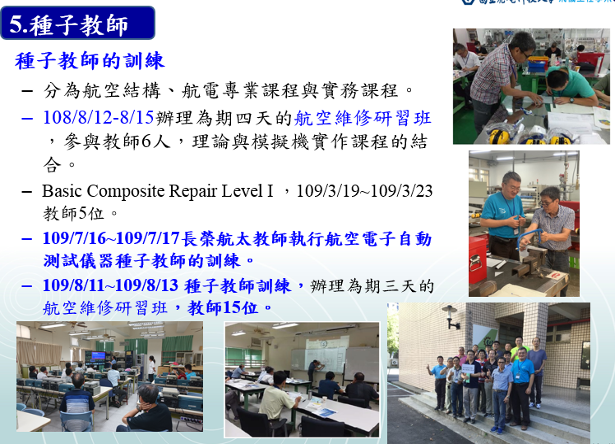 5.種子教師
種子教師的訓練
– 分為航空結構、航電專業課程與實務課程。
– 108/8/12-8/15辦理為期四天的航空維修研習班
，參與教師6人，理論與模擬機實作課程的結
合。
– Basic Composite Repair Level I ，109/3/19~109/3/23
教師5位。
– 109/7/16~109/7/17長榮航太教師執行航空電子自動
測試儀器種子教師的訓練。
– 109/8/11~109/8/13 種子教師訓練，辦理為期三天的
航空維修研習班，教師15位。